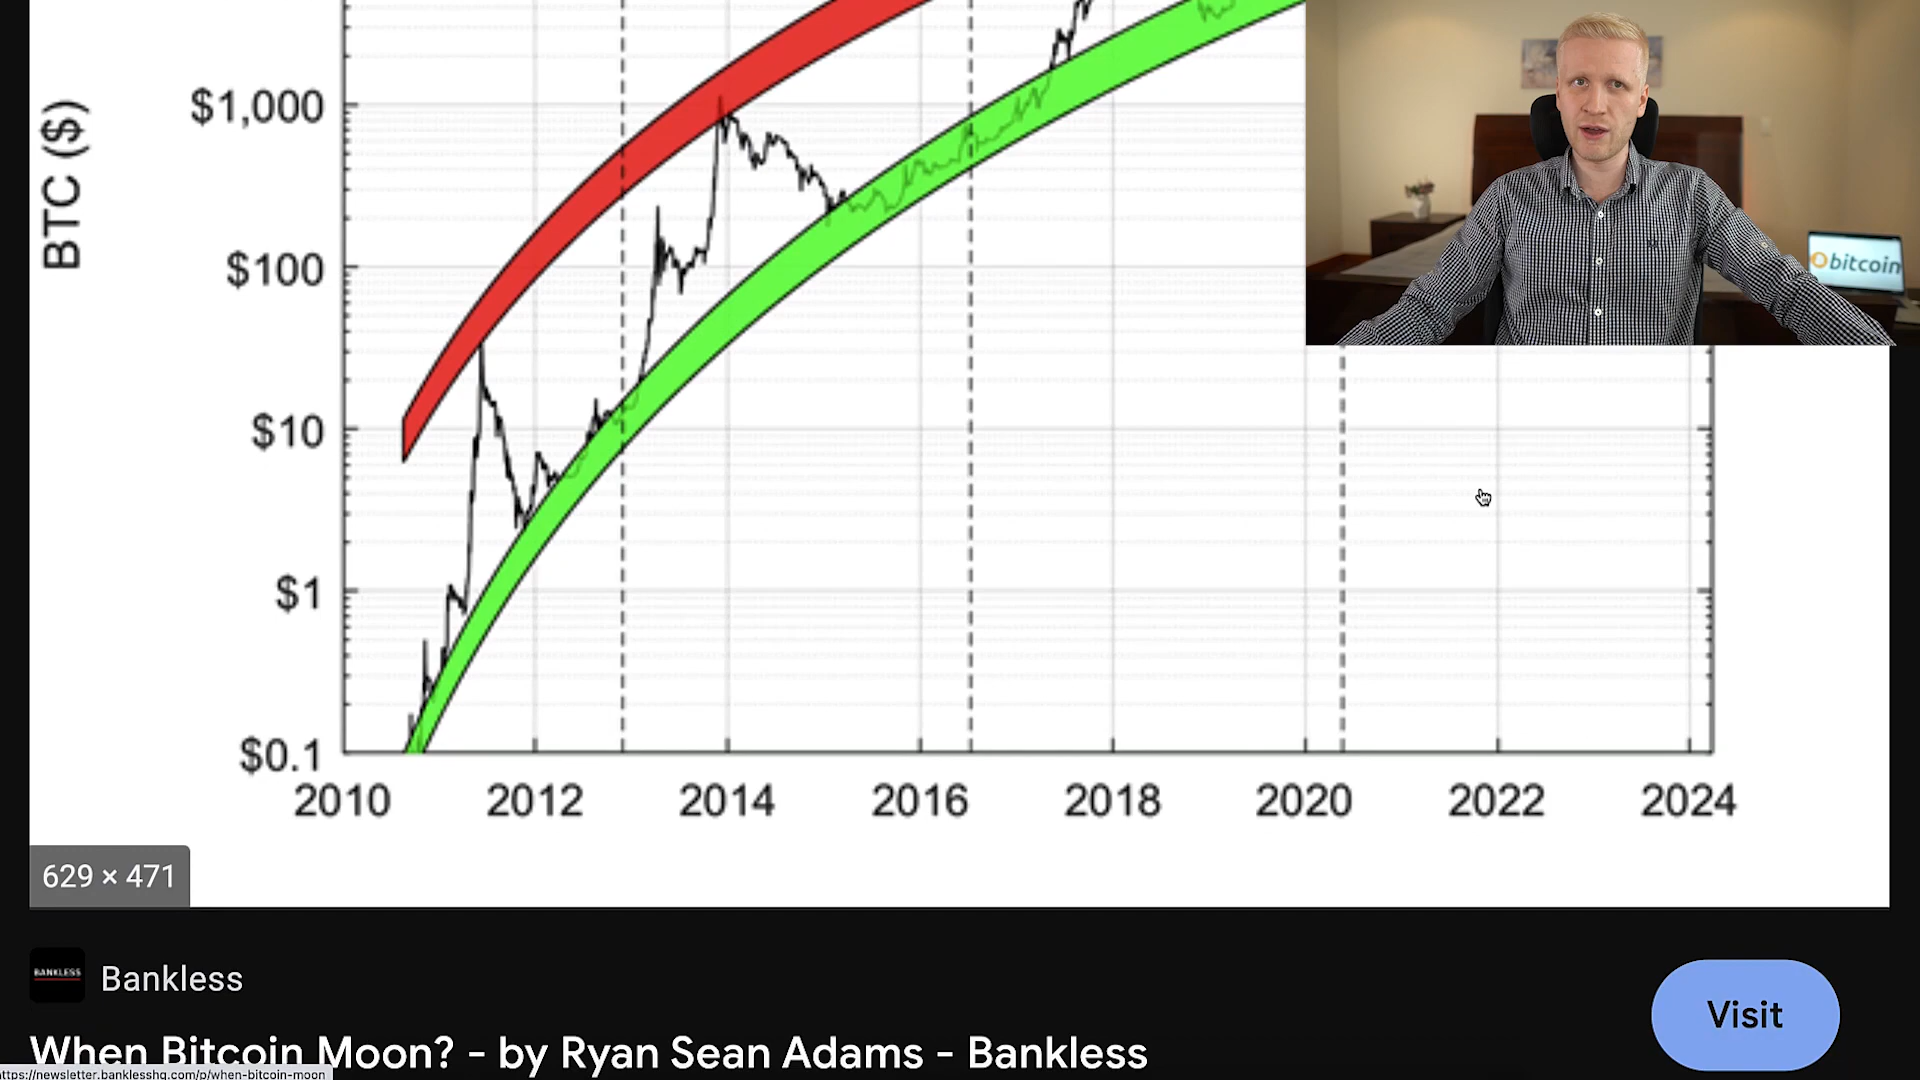 BTC ($)
$1,000
$100
$10
$1
$0.1
2010 2012 2014 2016 2018 2020 2022 2024
bitcoin
629 × 471
BANKLESS
Bankless
Visit
When Bitcoin Moon? - by Ryan Sean Adams - Bankless
https://newsletter.banklesshq.com/p/when-bitcoin-moon